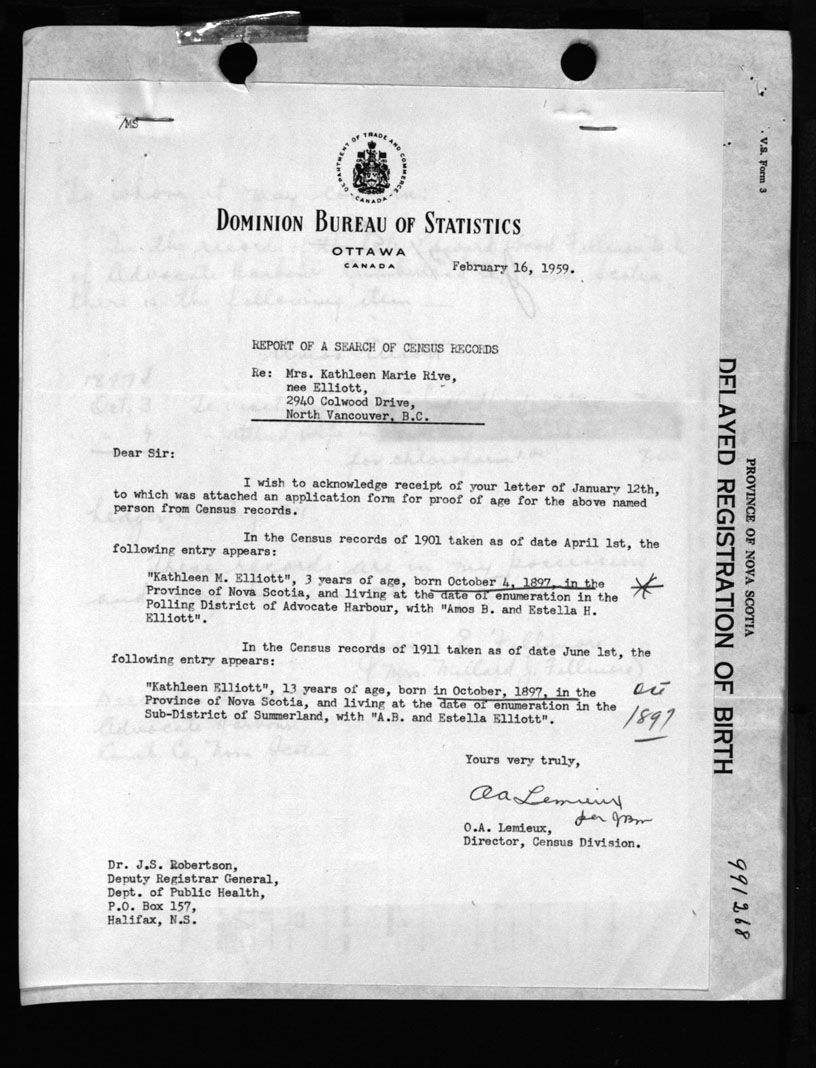 /MS
DEPARTMENT OF TRADE AND COMMERCE
CANADA
DOMINION BUREAU OF STATISTICS
OTTAWA
CANADA
February 16, 1959.
REPORT OF A SEARCH OF CENSUS RECORDS
Re: Mrs. Kathleen Marie Rive,
nee Elliott,
2940 Colwood Drive,
North Vancouver, B.C.
Dear Sir:
I wish to acknowledge receipt of your letter of January 12th,
to which was attached an application form for proof of age for the above named
person from Census records.
In the Census records of 1901 taken as of date April 1st, the
following entry appears:
"Kathleen M. Elliott", 3 years of age, born October 4, 1897, in the
Province of Nova Scotia, and living at the date of enumeration in the
Polling District of Advocate Harbour, with "Amos B. and Estella H.
Elliott".
In the Census records of 1911 taken as of date June 1st, the
following entry appears:
"Kathleen Elliott", 13 years of age, born in October, 1897, in the
Province of Nova Scotia, and living at the date of enumeration in the
Sub-District of Summerland, with "A.B. and Estella Elliott".
Oct
1897
Yours very truly,
O A Lemieux
per JBM
O.A. Lemieux,
Director, Census Division.
Dr. J.S. Robertson,
Deputy Registrar General,
Dept. of Public Health,
P.O. Box 157,
Halifax, N.S.
V.S. Form 3
PROVINCE OF NOVA SCOTIA
DELAYED REGISTRATION OF BIRTH
991268